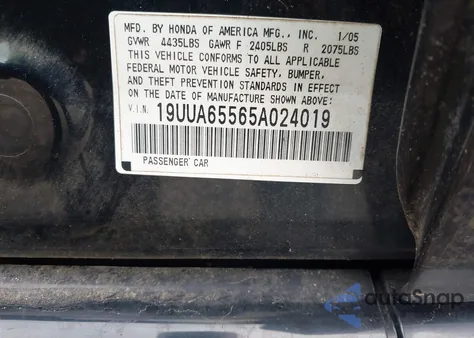 MFD. BY HONDA OF AMERICA MFG., INC. 1/05
GVWR 4435LBS GAWR F 2405LBS R 2075LBS
THIS VEHICLE CONFORMS TO ALL APPLICABLE
FEDERAL MOTOR VEHICLE SAFETY, BUMPER,
AND THEFT PREVENTION STANDARDS IN EFFECT
ON THE DATE OF MANUFACTURE SHOWN ABOVE:
V.I.N. 19UUA65565A024019
PASSENGER CAR
autoSnap